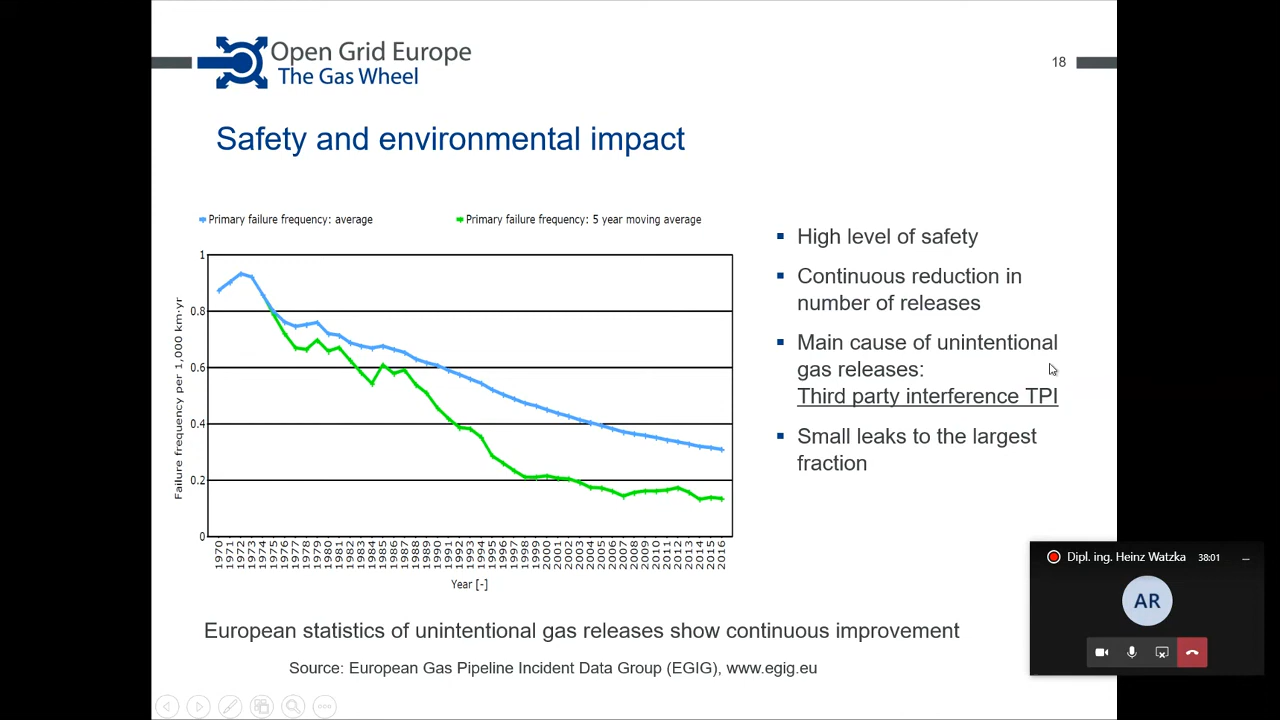 Open Grid Europe
The Gas Wheel
18
Safety and environmental impact
Primary failure frequency: average
Primary failure frequency: 5 year moving average
Failure frequency per 1,000 km·yr
1
0.8
0.6
0.4
0.2
0
1970 1971 1972 1973 1974 1975 1976 1977 1978 1979 1980 1981 1982 1983 1984 1985 1986 1987 1988 1989 1990 1991 1992 1993 1994 1995 1996 1997 1998 1999 2000 2001 2002 2003 2004 2005 2006 2007 2008 2009 2010 2011 2012 2013 2014 2015 2016
Year [-]
High level of safety
Continuous reduction in
number of releases
Main cause of unintentional
gas releases:
Third party interference TPI
Small leaks to the largest
fraction
European statistics of unintentional gas releases show continuous improvement
Source: European Gas Pipeline Incident Data Group (EGIG), www.egig.eu
Dipl. ing. Heinz Watzka 38:01
AR